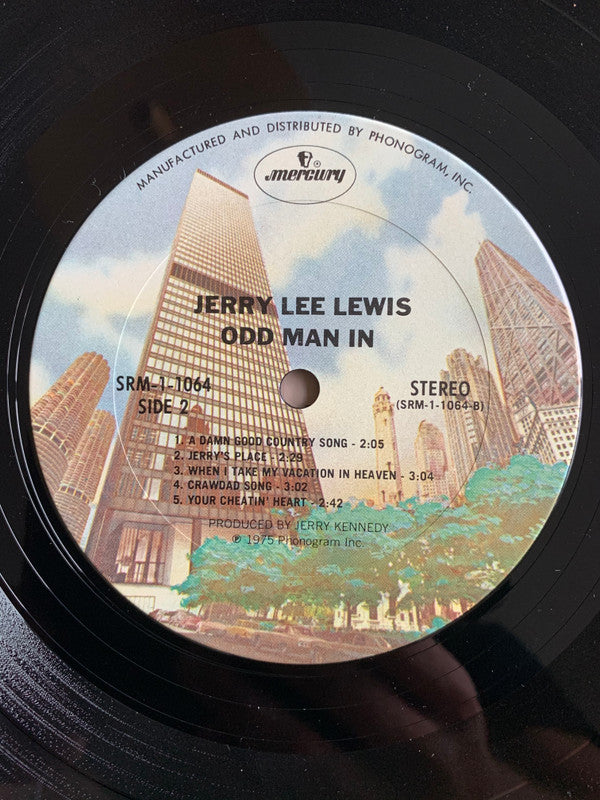 MANUFACTURED AND DISTRIBUTED BY PHONOGRAM, INC.
mercury
JERRY LEE LEWIS
ODD MAN IN
SRM-1-1064
SIDE 2
STEREO
(SRM-1-1064-B)
1. A DAMN GOOD COUNTRY SONG - 2:05
2. JERRY'S PLACE - 2:29
3. WHEN I TAKE MY VACATION IN HEAVEN - 3:04
4. CRAWDAD SONG - 3:02
5. YOUR CHEATIN' HEART - 2:42
PRODUCED BY JERRY KENNEDY
℗ 1975 Phonogram Inc.